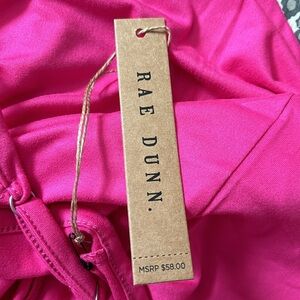 RAE DUNN.
MSRP $58.00